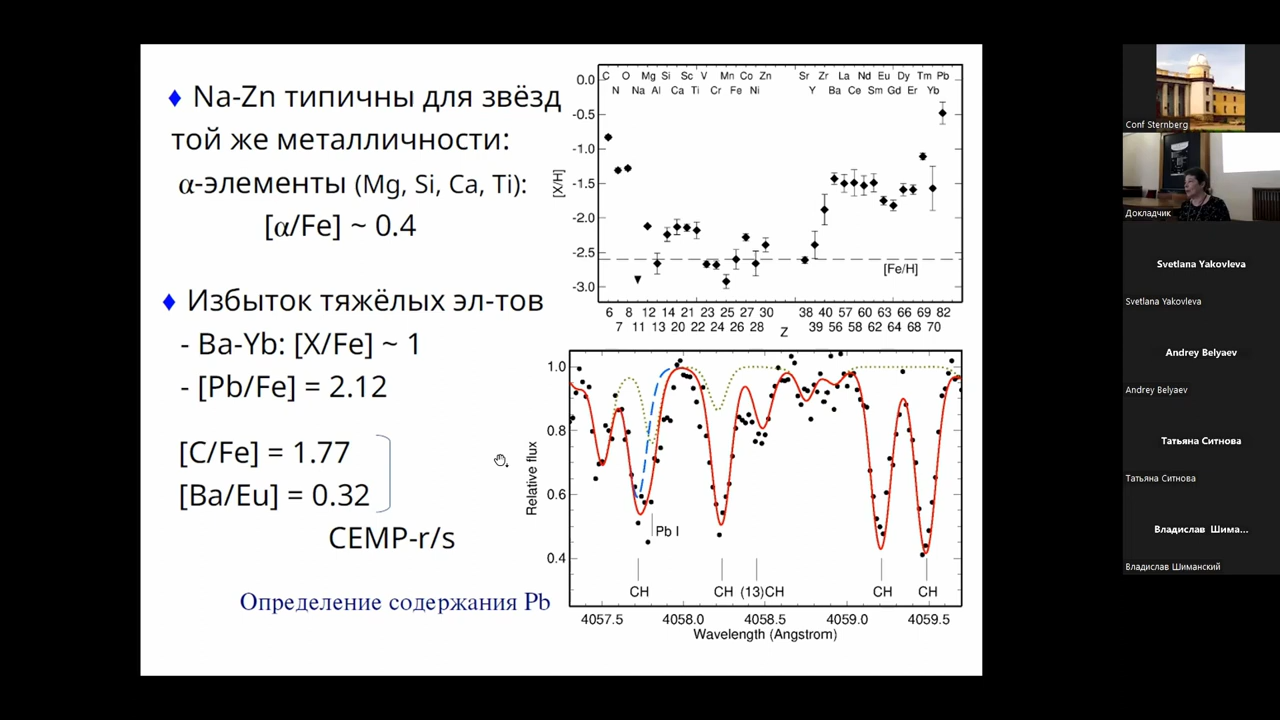 ♦ Na-Zn типичны для звёзд
той же металличности:
α-элементы (Mg, Si, Ca, Ti):
[α/Fe] ~ 0.4
♦ Избыток тяжёлых эл-тов
- Ba-Yb: [X/Fe] ~ 1
- [Pb/Fe] = 2.12
[C/Fe] = 1.77
[Ba/Eu] = 0.32
CEMP-r/s
Определение содержания Pb
C O Mg Si Sc V Mn Co Zn Sr Zr La Nd Eu Dy Tm Pb
N Na Al Ca Ti Cr Fe Ni Y Ba Ce Sm Gd Er Yb
0.0
-0.5
-1.0
-1.5
-2.0
-2.5
-3.0
[X/H]
[Fe/H]
6 8 12 14 21 23 25 27 30 38 40 57 60 63 66 69 82
7 11 13 20 22 24 26 28 39 56 58 62 64 68 70
Z
1.0
0.8
0.6
0.4
Relative flux
Pb I
CH CH (13)CH CH CH
4057.5 4058.0 4058.5 4059.0 4059.5
Wavelength (Angstrom)
Conf Sternberg
Докладчик
Svetlana Yakovleva
Svetlana Yakovleva
Andrey Belyaev
Andrey Belyaev
Татьяна Ситнова
Татьяна Ситнова
Владислав Шима...
Владислав Шиманский